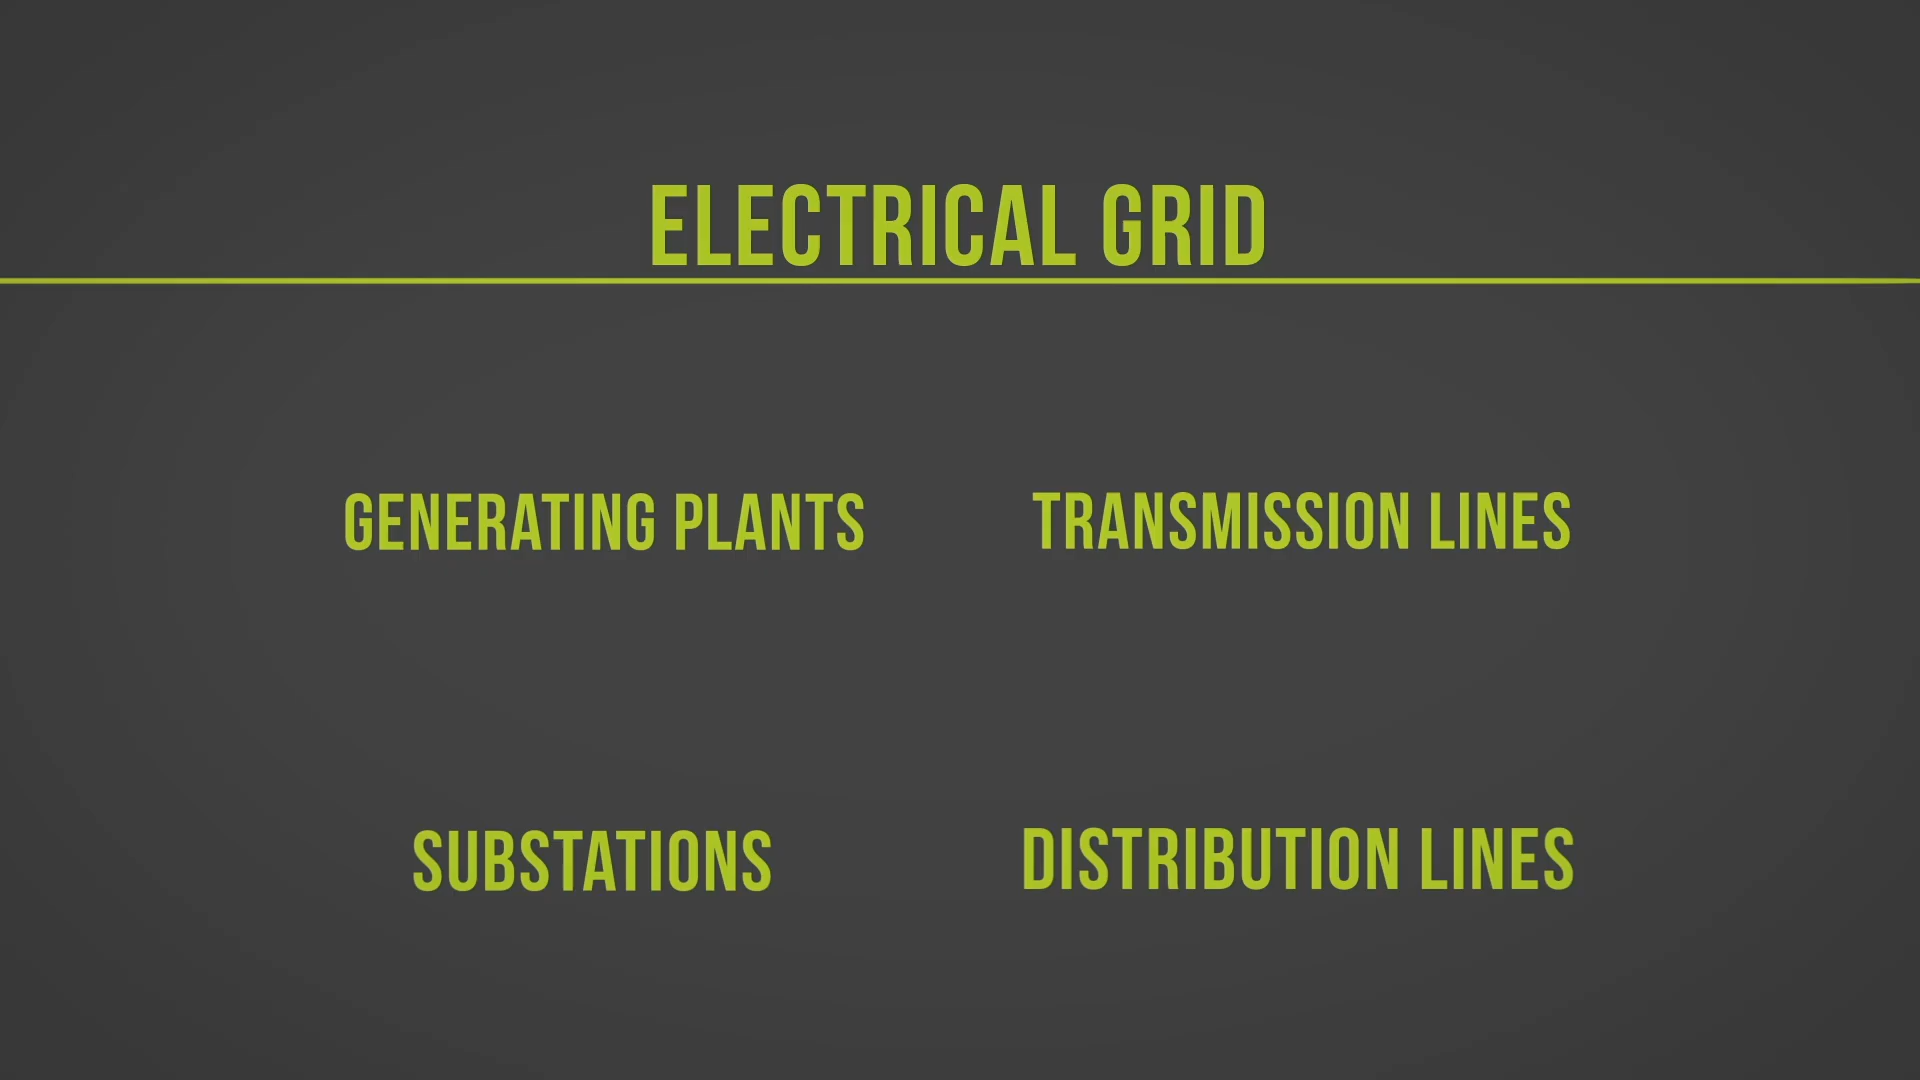 ELECTRICAL GRID
GENERATING PLANTS
TRANSMISSION LINES
SUBSTATIONS
DISTRIBUTION LINES